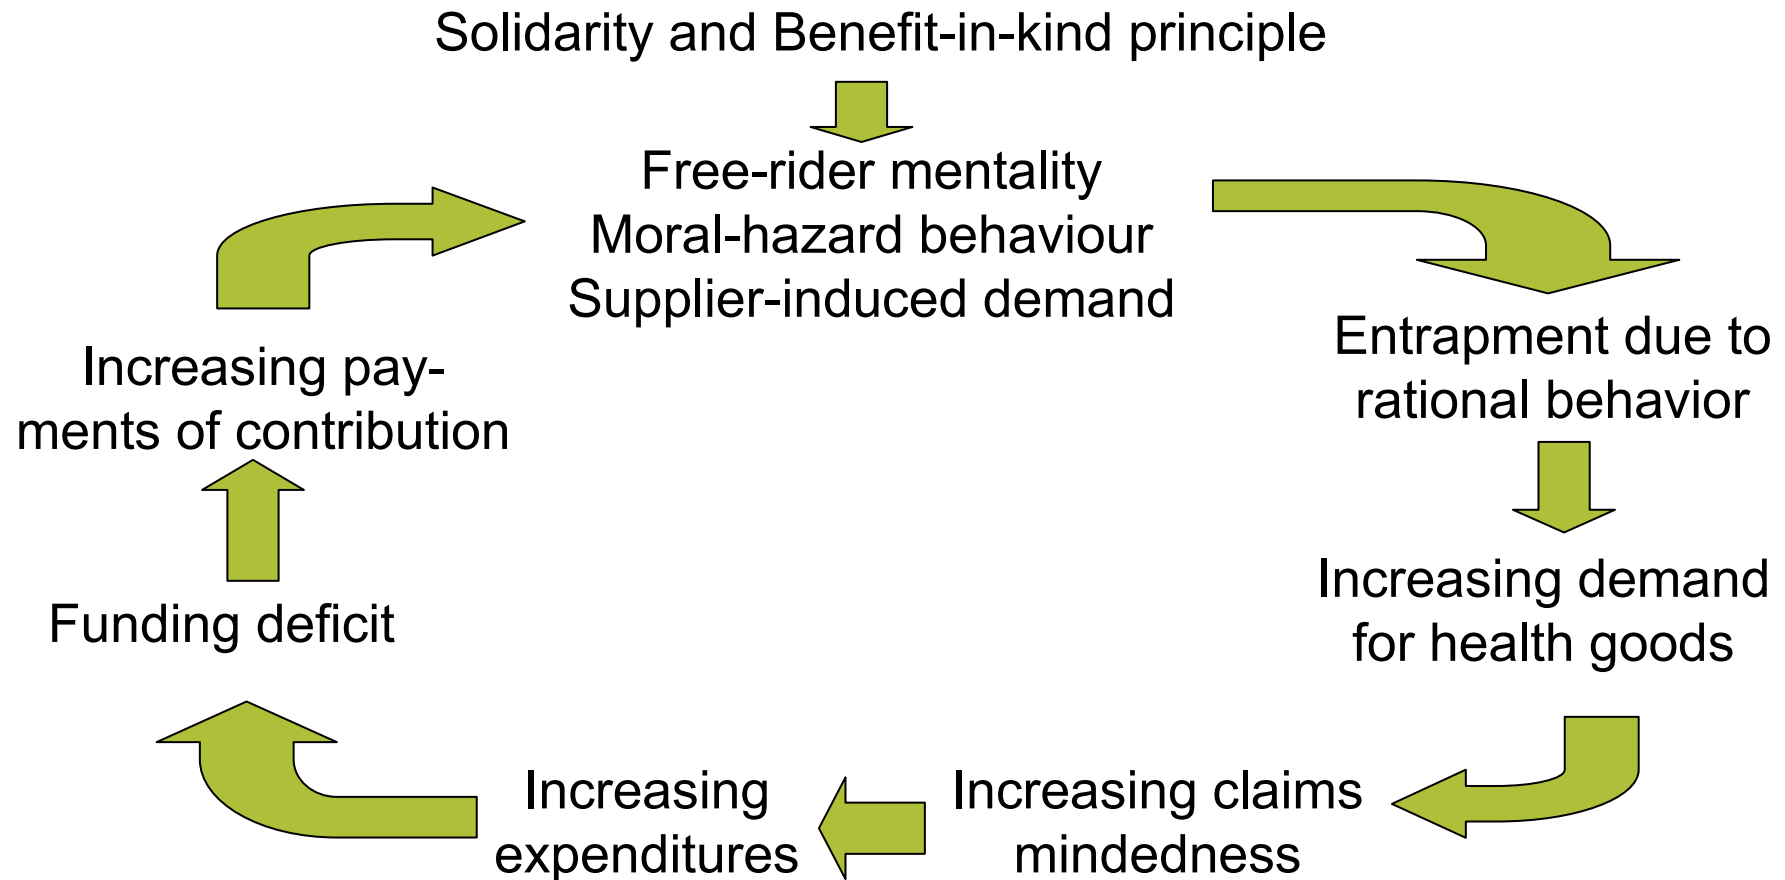 Solidarity and Benefit-in-kind principle
Free-rider mentality
Moral-hazard behaviour
Supplier-induced demand
Entrapment due to
rational behavior
Increasing demand
for health goods
Increasing claims
mindedness
Increasing
expenditures
Funding deficit
Increasing pay-
ments of contribution